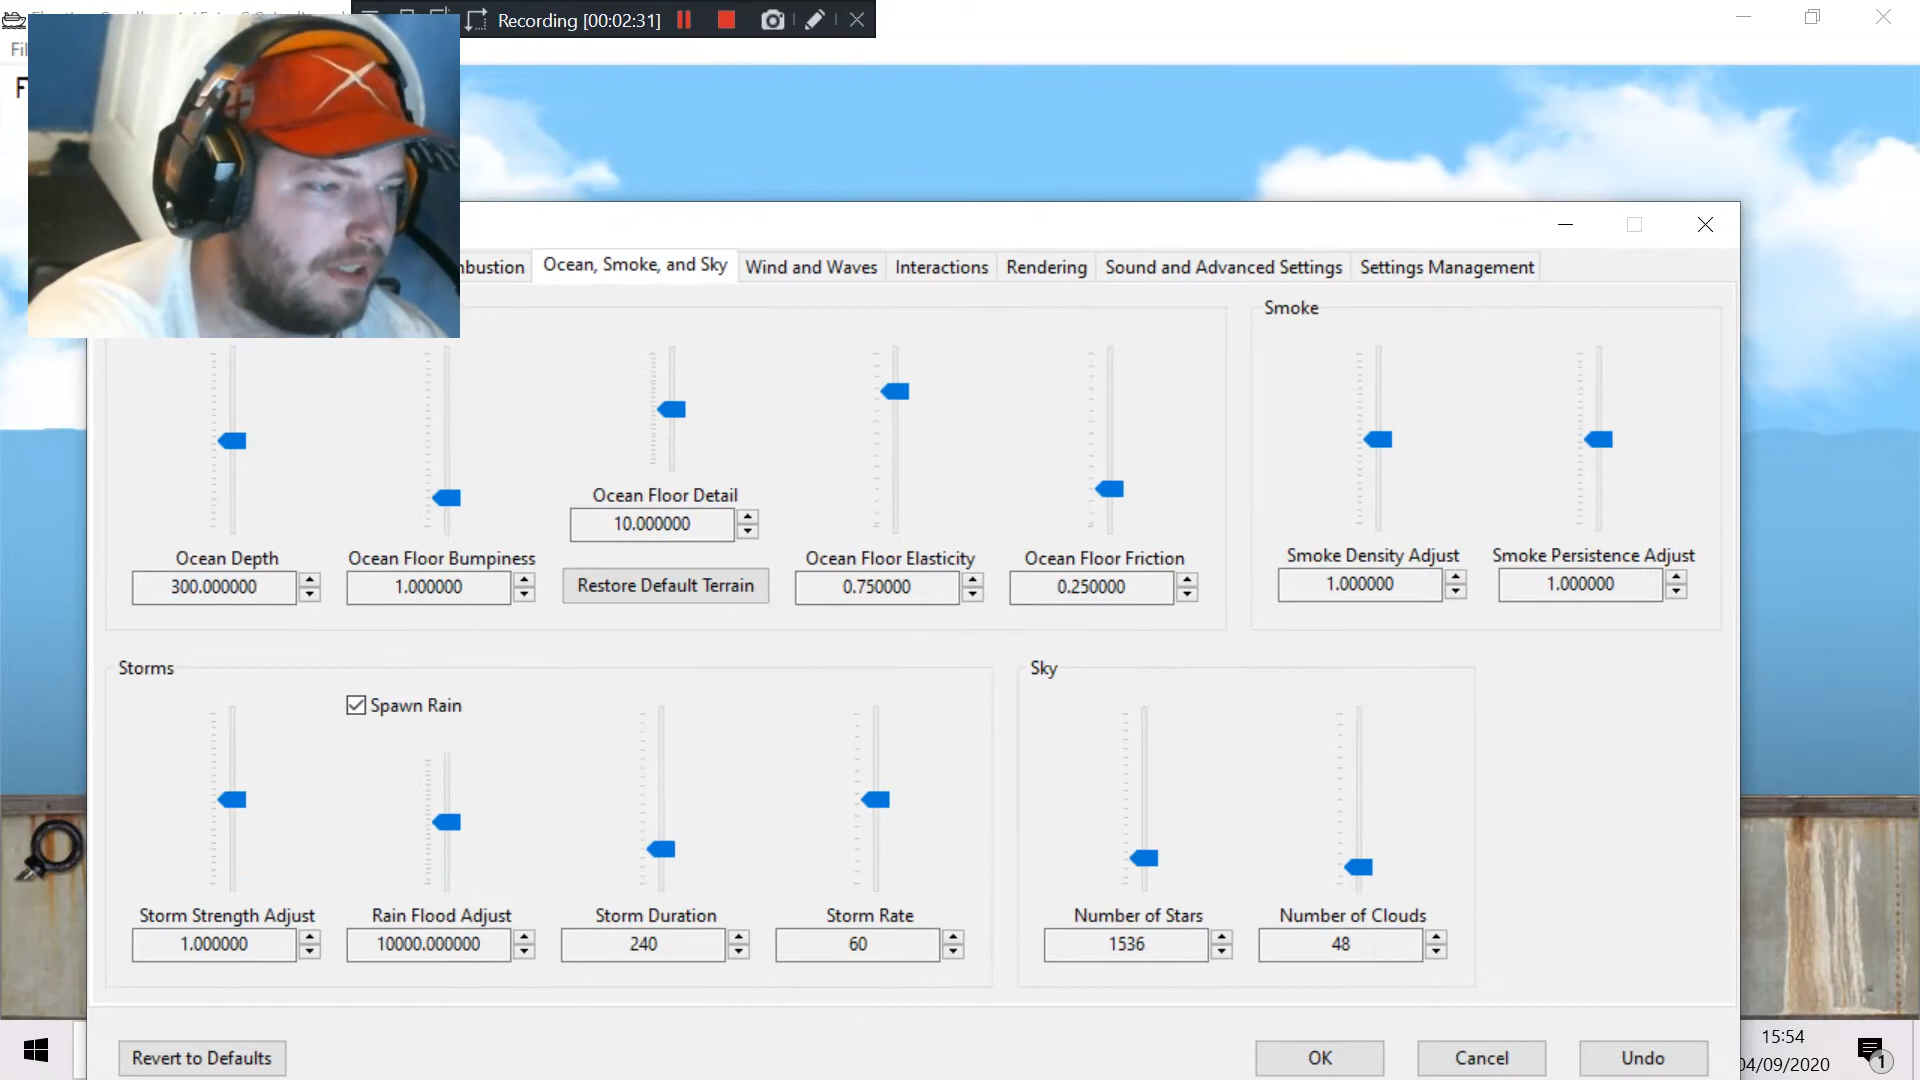 Recording [00:02:31]
Fil
F
mbustion
Ocean, Smoke, and Sky
Wind and Waves
Interactions
Rendering
Sound and Advanced Settings
Settings Management
Smoke
Ocean Floor Detail
10.000000
Ocean Depth
300.000000
Ocean Floor Bumpiness
1.000000
Restore Default Terrain
Ocean Floor Elasticity
0.750000
Ocean Floor Friction
0.250000
Smoke Density Adjust
1.000000
Smoke Persistence Adjust
1.000000
Storms
Spawn Rain
Storm Strength Adjust
1.000000
Rain Flood Adjust
10000.000000
Storm Duration
240
Storm Rate
60
Sky
Number of Stars
1536
Number of Clouds
48
Revert to Defaults
OK
Cancel
Undo
15:54
04/09/2020
1